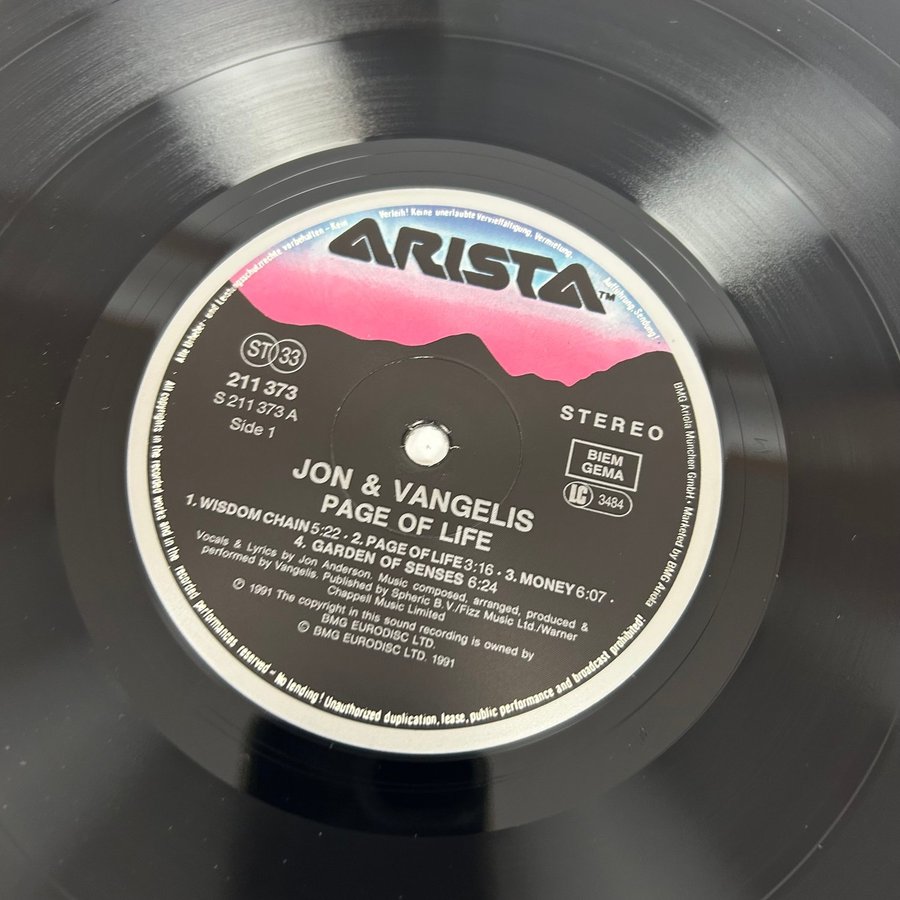 Alle Urheber- und Leistungsschutzrechte vorbehalten - Kein Verleih! Keine unerlaubte Vervielfältigung, Vermietung, Aufführung, Sendung!
ARISTA™
ST 33
211 373
S 211 373 A
Side 1
STEREO
BIEM
GEMA
LC 3484
JON & VANGELIS
PAGE OF LIFE
1. WISDOM CHAIN 5:22 . 2. PAGE OF LIFE 3:16 . 3. MONEY 6:07 .
4. GARDEN OF SENSES 6:24
Vocals & Lyrics by Jon Anderson. Music composed, arranged, produced &
performed by Vangelis. Published by Spheric B.V./Fizz Music Ltd./Warner
Chappell Music Limited
℗ 1991 The copyright in this sound recording is owned by
BMG EURODISC LTD.
© BMG EURODISC LTD. 1991
BMG Ariola München GmbH • Marketed by BMG Ariola
All copyrights in the recorded works and in the recorded performances reserved - No lending! Unauthorized duplication, lease, public performance and broadcast prohibited!